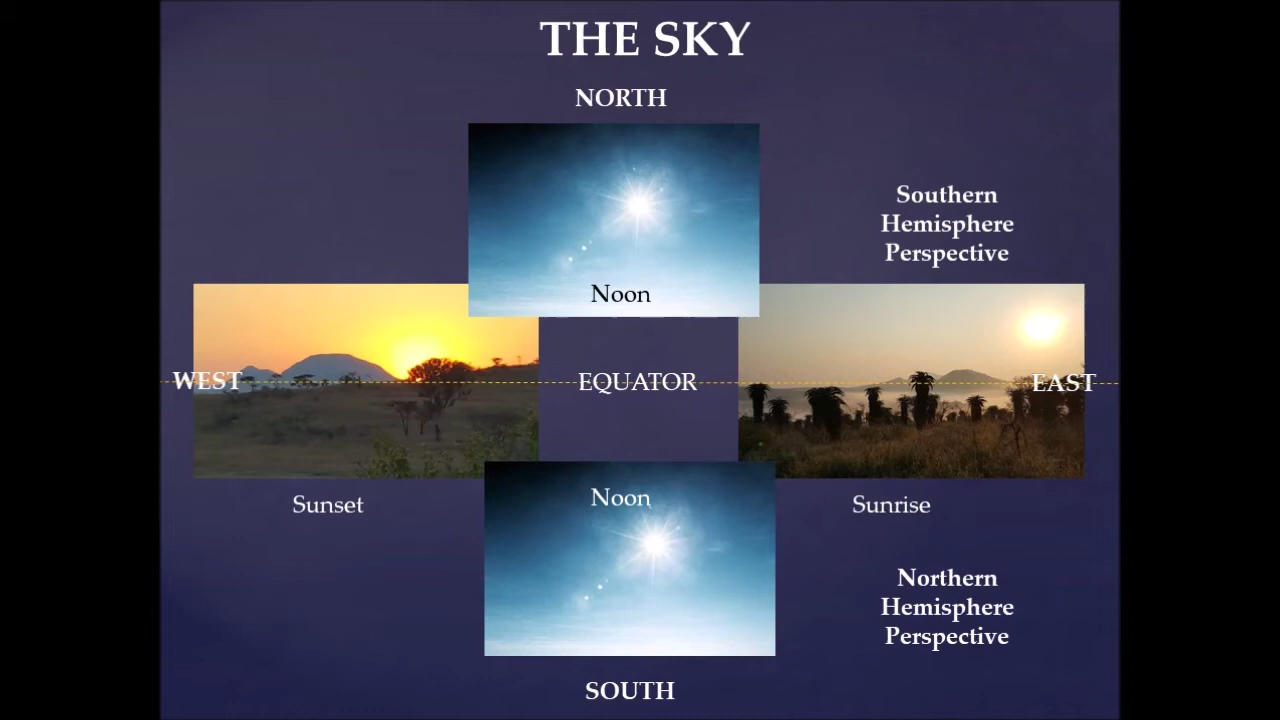 THE SKY
NORTH
Southern
Hemisphere
Perspective
Noon
WEST
EQUATOR
EAST
Noon
Sunset
Sunrise
Northern
Hemisphere
Perspective
SOUTH